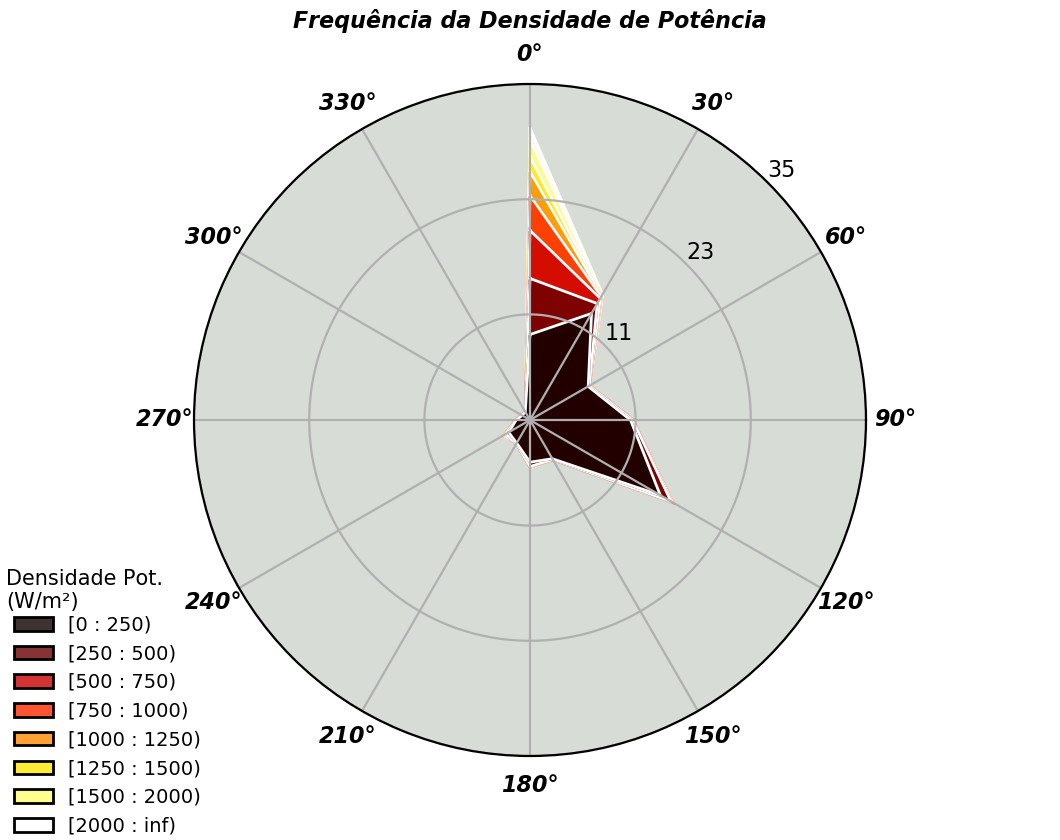 Frequência da Densidade de Potência
0°
330°
30°
35
300°
60°
23
11
270°
90°
240°
120°
210°
150°
180°
Densidade Pot.
(W/m²)
[0 : 250)
[250 : 500)
[500 : 750)
[750 : 1000)
[1000 : 1250)
[1250 : 1500)
[1500 : 2000)
[2000 : inf)